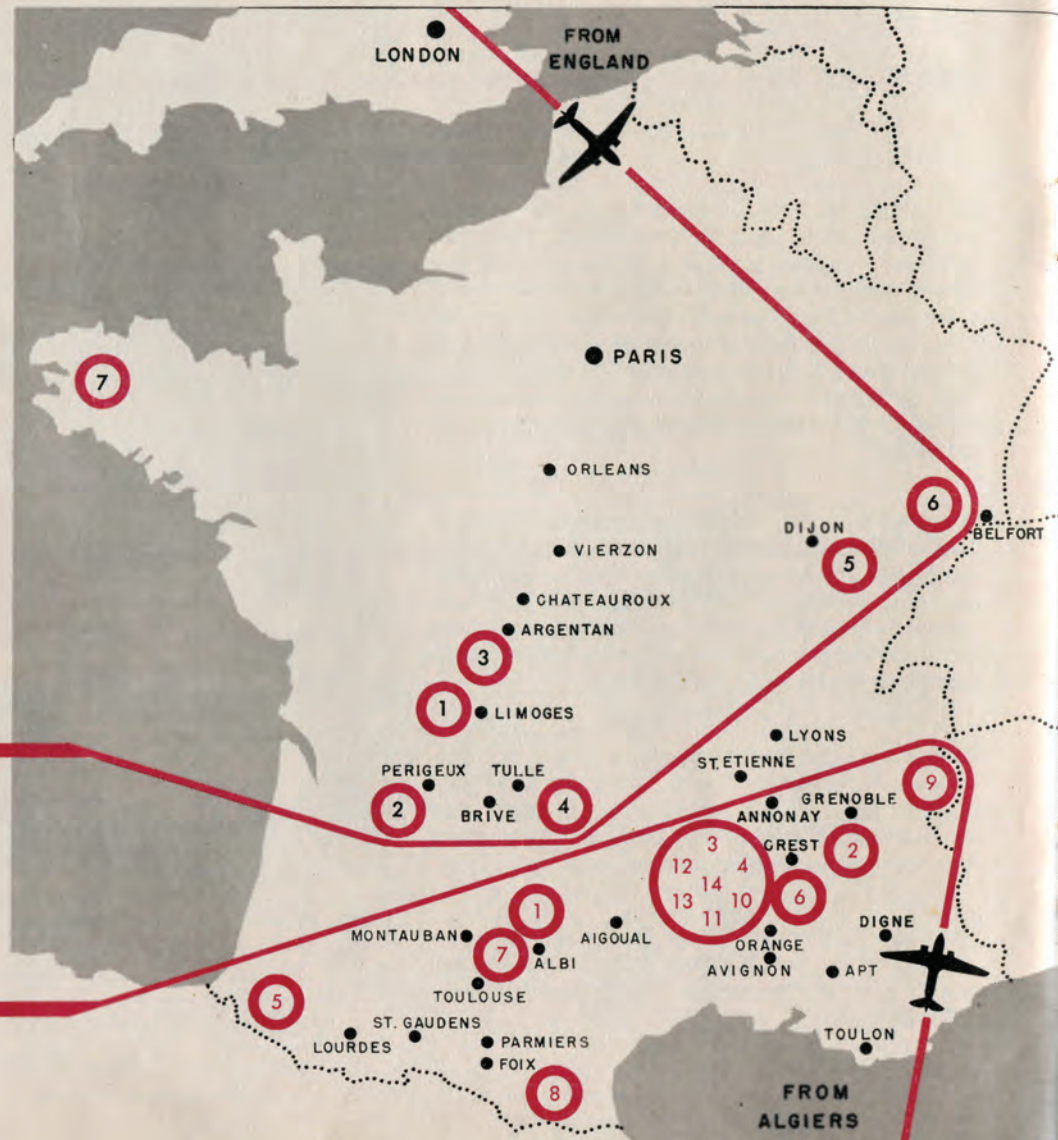 LONDON
FROM
ENGLAND
PARIS
7
ORLEANS
6
BELFORT
DIJON
5
VIERZON
CHATEAUROUX
ARGENTAN
3
1
LIMOGES
LYONS
ST. ETIENNE
PERIGEUX
TULLE
2
BRIVE
4
9
ANNONAY
GRENOBLE
CREST
2
3
12
4
14
13
10
11
6
1
MONTAUBAN
7
ALBI
AIGOUAL
ORANGE
AVIGNON
DIGNE
APT
TOULOUSE
5
LOURDES
ST. GAUDENS
PARMIERS
FOIX
TOULON
8
FROM
ALGIERS